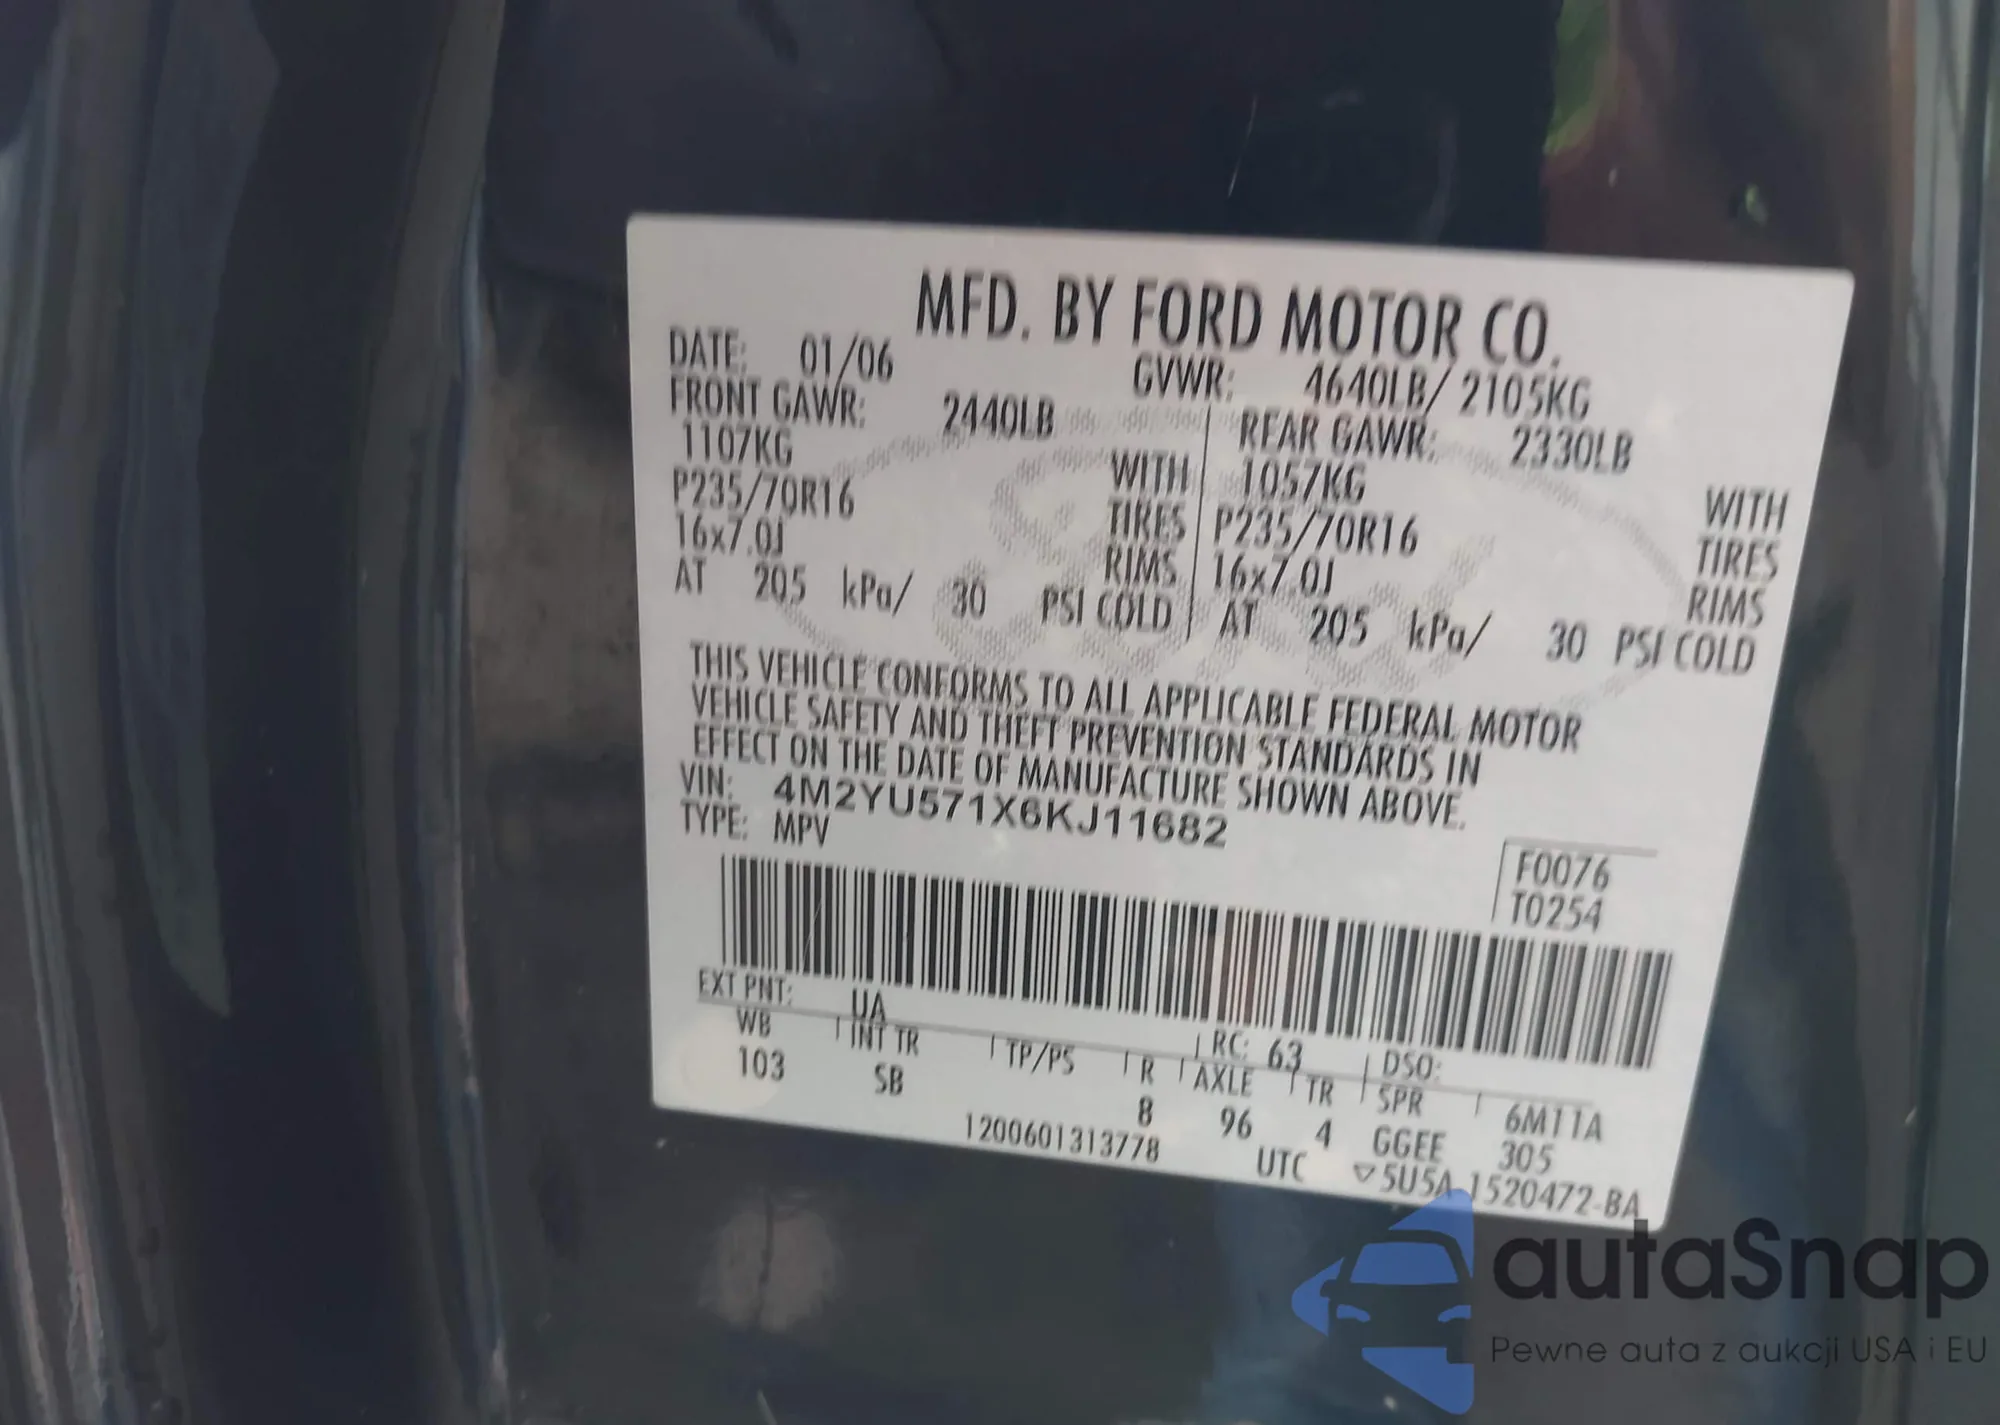 MFD. BY FORD MOTOR CO.
DATE: 01/06 GVWR: 4640LB/ 2105KG
FRONT GAWR: 2440LB REAR GAWR: 2330LB
1107KG WITH 1057KG WITH
P235/70R16 TIRES P235/70R16 TIRES
16x7.0J RIMS 16x7.0J RIMS
AT 205 kPa/ 30 PSI COLD AT 205 kPa/ 30 PSI COLD
THIS VEHICLE CONFORMS TO ALL APPLICABLE FEDERAL MOTOR
VEHICLE SAFETY AND THEFT PREVENTION STANDARDS IN
EFFECT ON THE DATE OF MANUFACTURE SHOWN ABOVE.
VIN: 4M2YU571X6KJ11682
TYPE: MPV
F0076
T0254
EXT PNT: UA RC: 63 DSO:
WB INT TR TP/PS R AXLE TR SPR 6M11A
103 SB 8 96 4 GGEE 305
1200601313778 UTC ▽5U5A-1520472-BA
Ford
autaSnap
Pewne auta z aukcji USA i EU